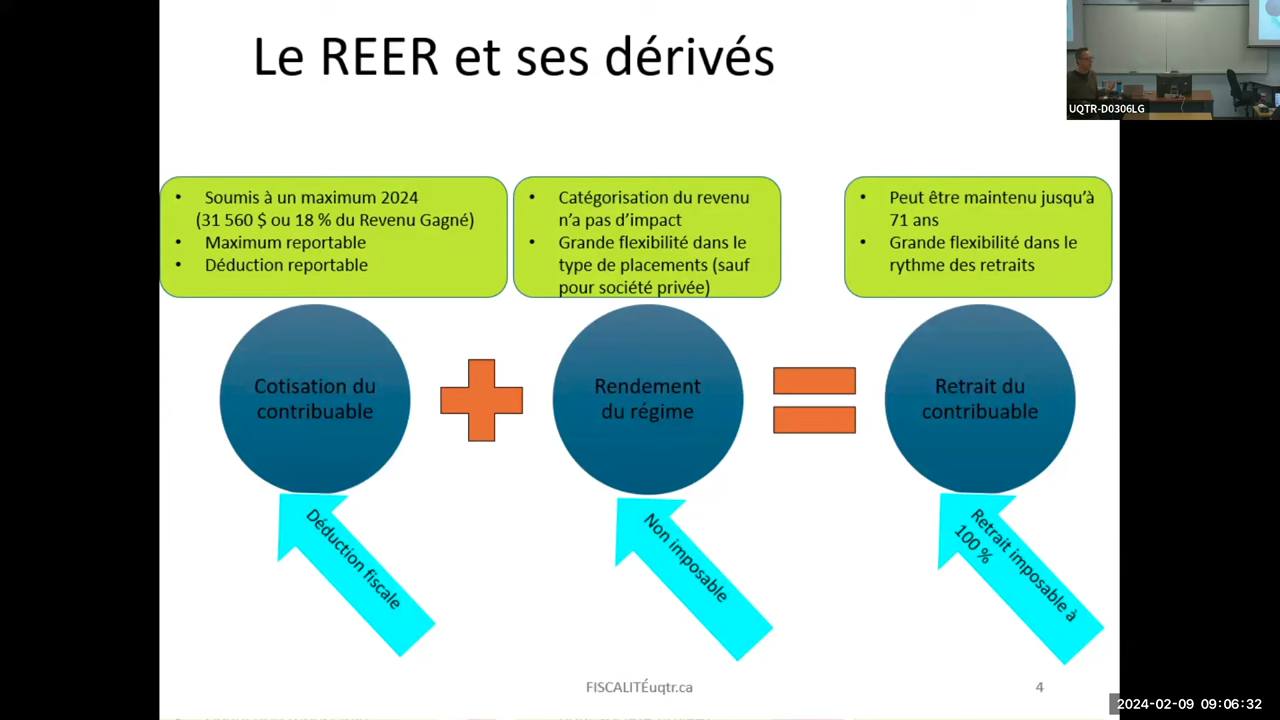 Le REER et ses dérivés
UQTR-D0306LG
• Soumis à un maximum 2024
(31 560 $ ou 18 % du Revenu Gagné)
• Maximum reportable
• Déduction reportable
• Catégorisation du revenu
n'a pas d'impact
• Grande flexibilité dans le
type de placements (sauf
pour société privée)
• Peut être maintenu jusqu'à
71 ans
• Grande flexibilité dans le
rythme des retraits
Cotisation du
contribuable
Rendement
du régime
Retrait du
contribuable
Déduction fiscale
Non imposable
Retrait imposable à
100 %
FISCALITÉuqtr.ca
4
2024-02-09 09:06:32